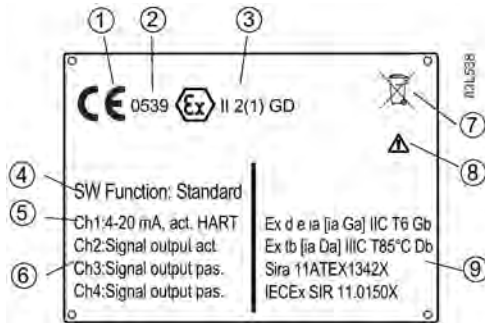 1 2 3
CE 0539 Ex II 2(1) GD
7
8
4
SW Function: Standard
5
Ch1:4-20 mA, act. HART
Ch2:Signal output act.
6
Ch3:Signal output pas.
Ch4:Signal output pas.
Ex d e ia [ia Ga] IIC T6 Gb
Ex tb [ia Da] IIIC T85°C Db
Sira 11ATEX1342X
IECEx SIR 11.0150X
9